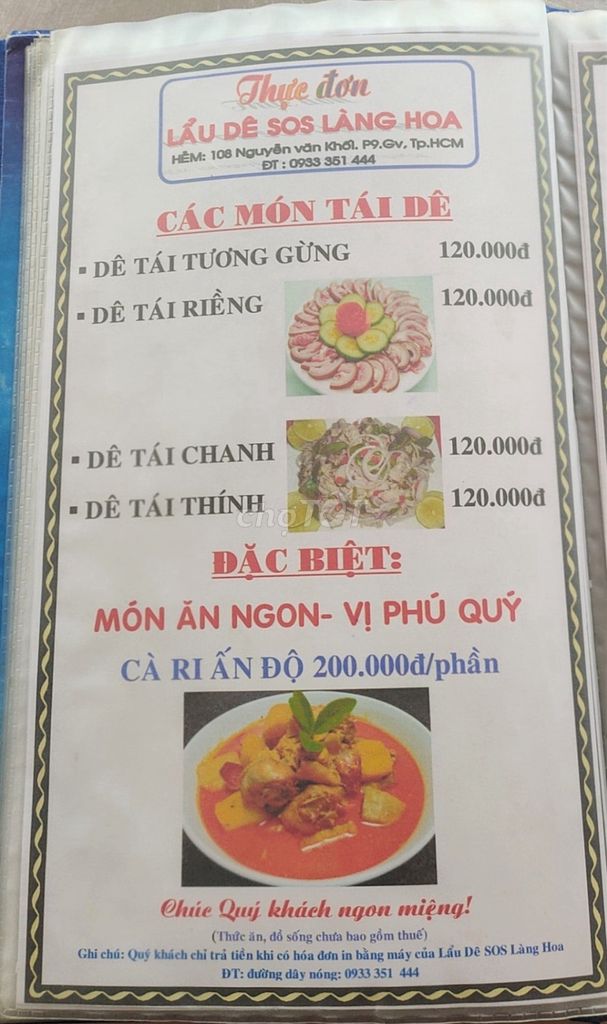 Thực đơn
LẨU DÊ SOS LÀNG HOA
HẺM: 108 Nguyễn văn Khối. P9.Gv, Tp.HCM
ĐT : 0933 351 444
CÁC MÓN TÁI DÊ
▪ DÊ TÁI TƯƠNG GỪNG 120.000đ
▪ DÊ TÁI RIỀNG 120.000đ
▪ DÊ TÁI CHANH 120.000đ
▪ DÊ TÁI THÍNH 120.000đ
chợTỐT
ĐẶC BIỆT:
MÓN ĂN NGON- VỊ PHÚ QUÝ
CÀ RI ẤN ĐỘ 200.000đ/phần
Chúc Quý khách ngon miệng!
(Thức ăn, đồ sống chưa bao gồm thuế)
Ghi chú: Quý khách chỉ trả tiền khi có hóa đơn in bằng máy của Lẩu Dê SOS Làng Hoa
ĐT: đường dây nóng: 0933 351 444